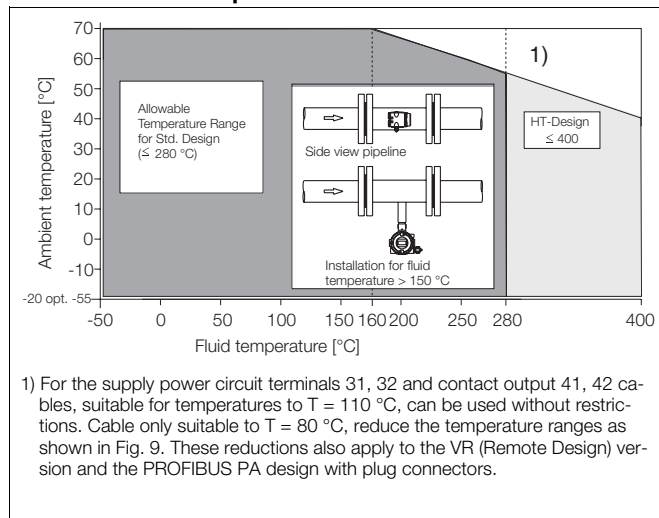 70
60
50
40
30
20
10
0
-10
-20 opt. -55
Ambient temperature [°C]
Allowable
Temperature Range
for Std. Design
(≤ 280 °C)
Side view pipeline
Installation for fluid
temperature > 150 °C
1)
HT-Design
≤ 400
-50 0 50 100 150 160 200 250 280 400
Fluid temperature [°C]
1) For the supply power circuit terminals 31, 32 and contact output 41, 42 ca-
bles, suitable for temperatures to T = 110 °C, can be used without restric-
tions. Cable only suitable to T = 80 °C, reduce the temperature ranges as
shown in Fig. 9. These reductions also apply to the VR (Remote Design) ver-
sion and the PROFIBUS PA design with plug connectors.